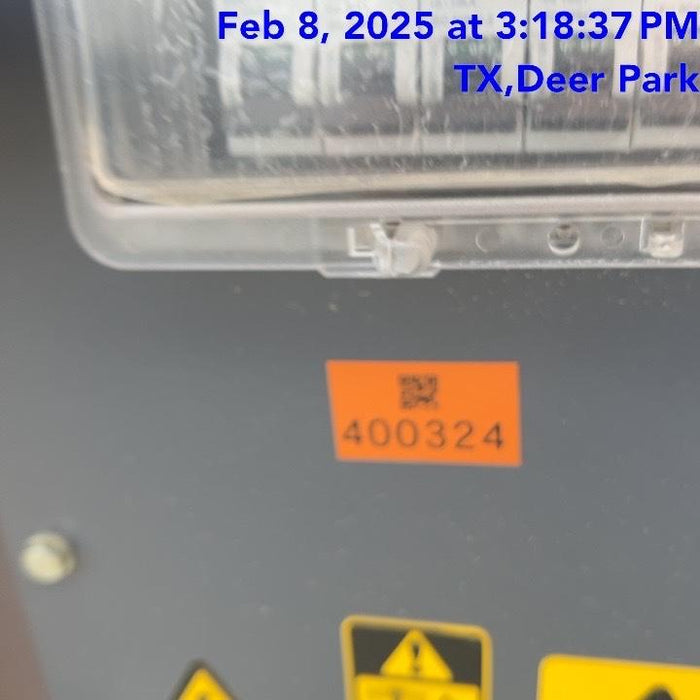 Feb 8, 2025 at 3:18:37 PM
TX,Deer Park
400324